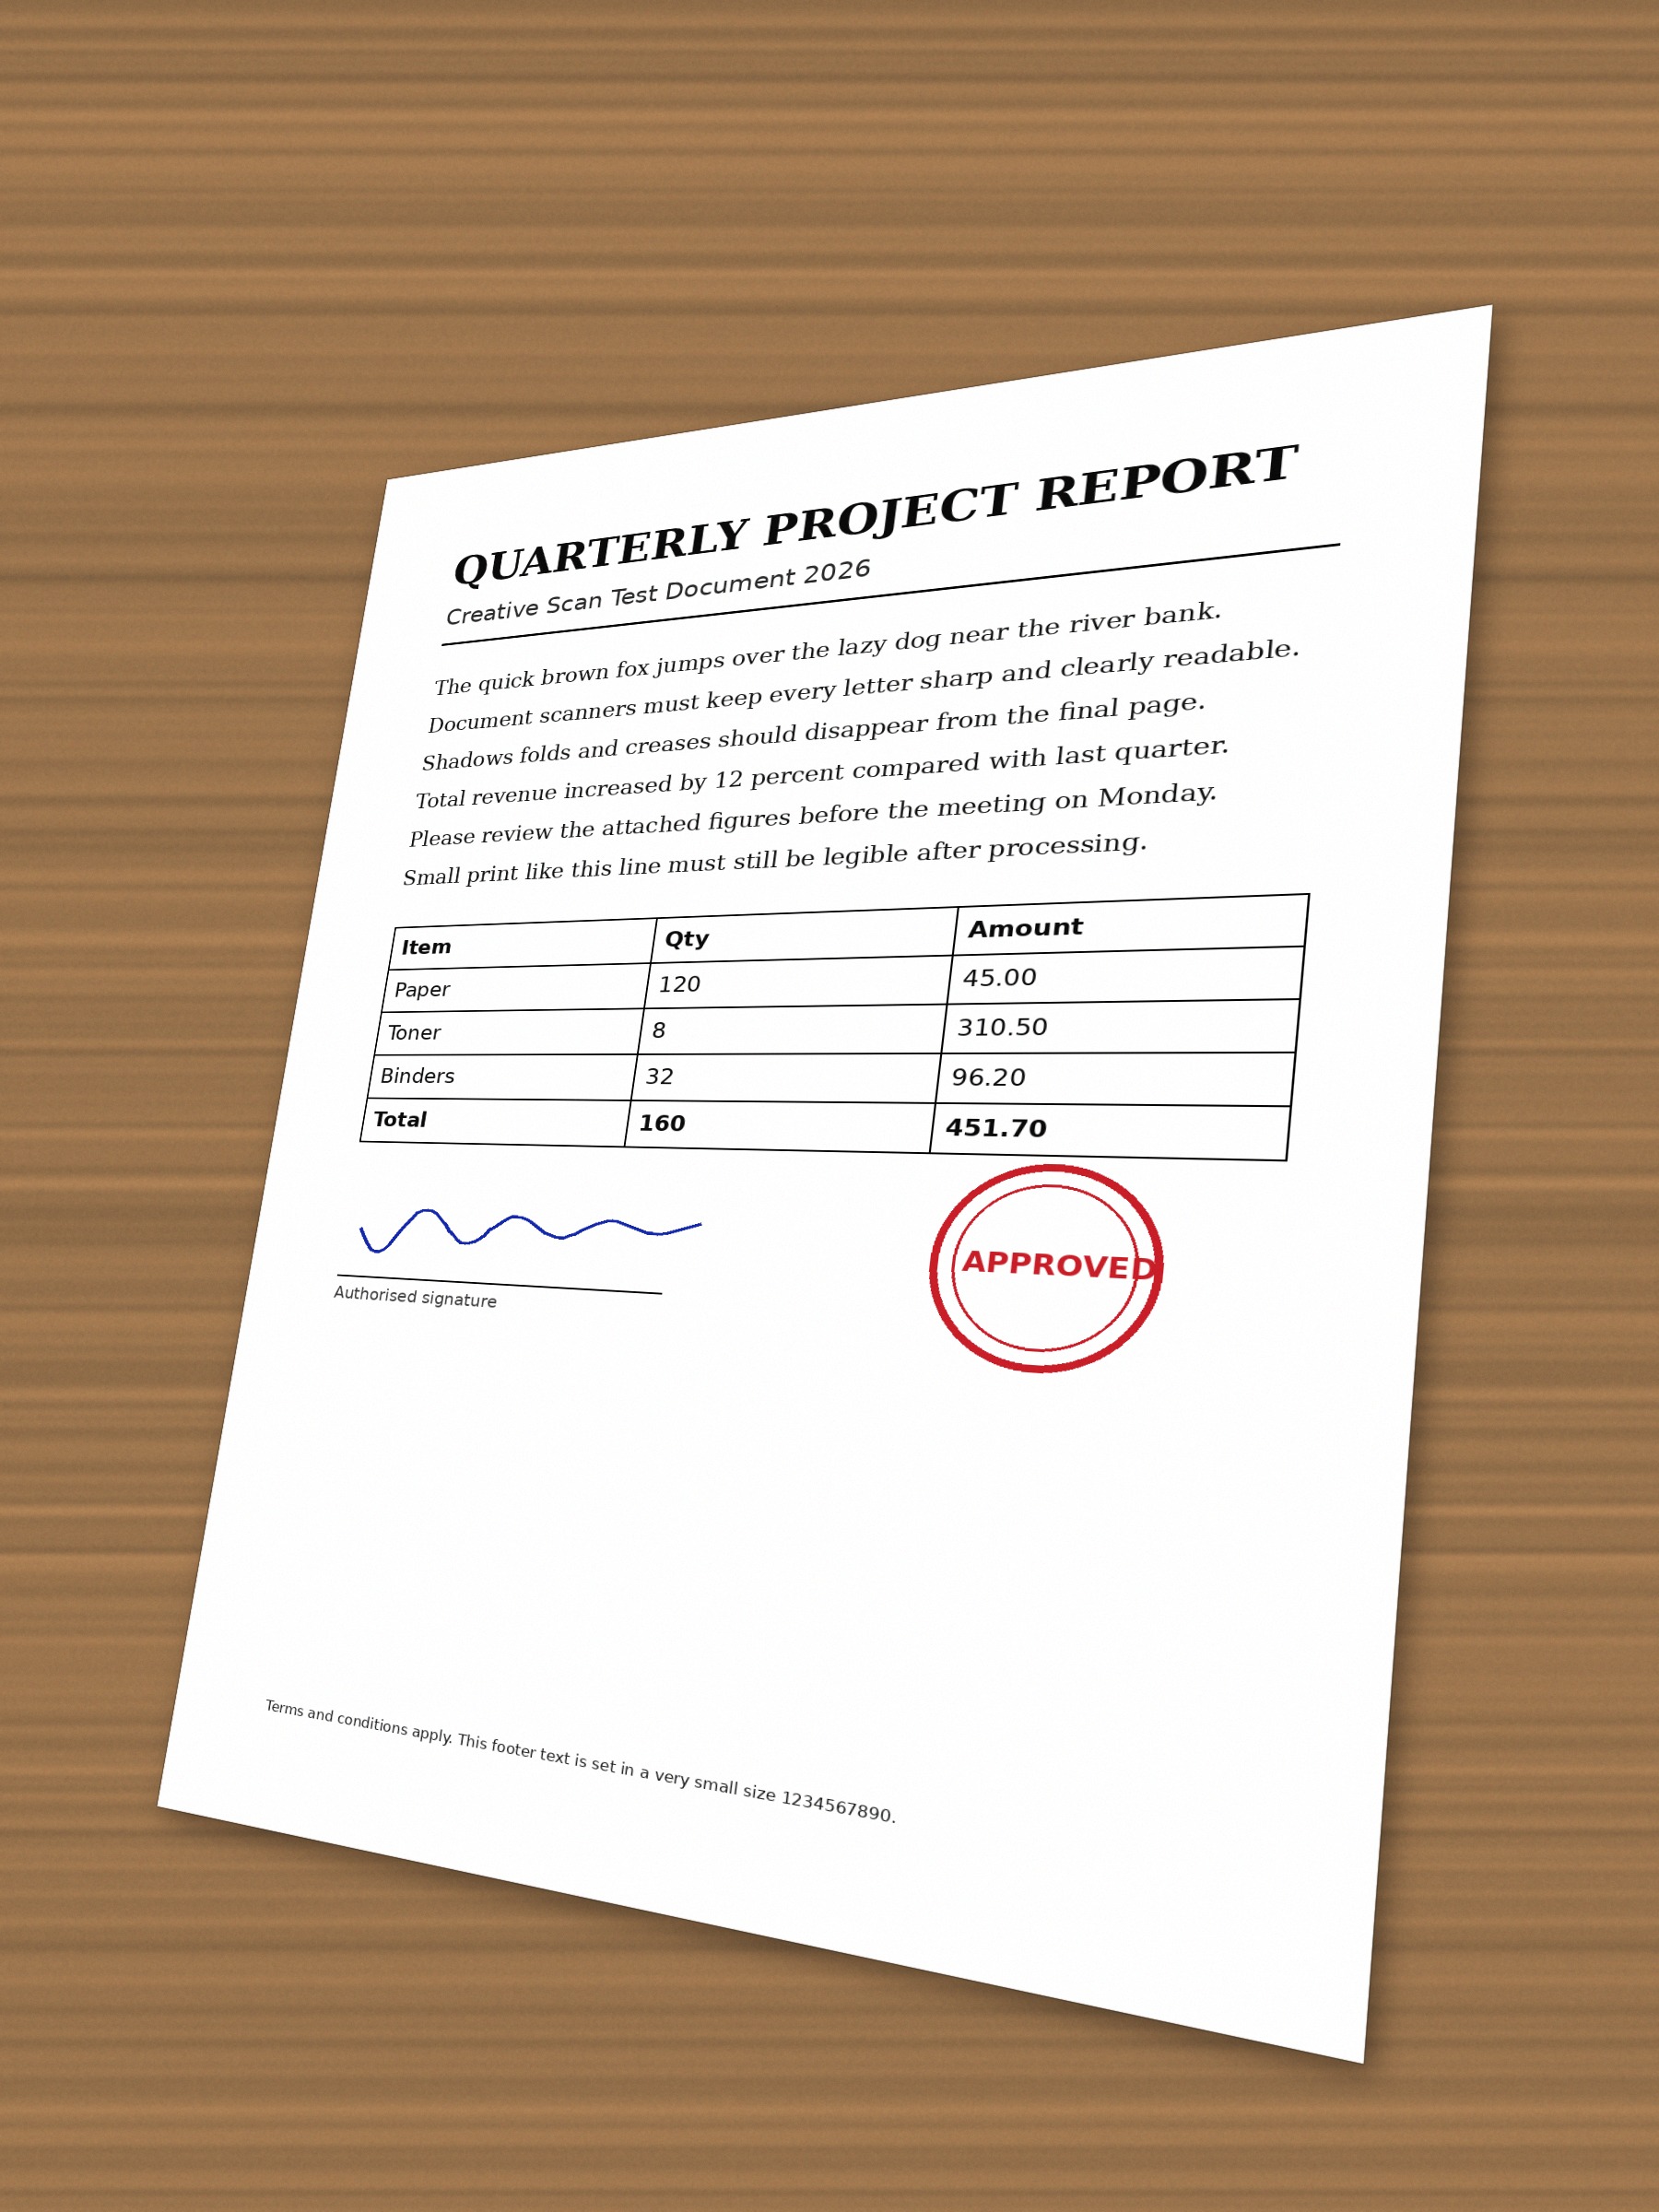 QUARTERLY PROJECT REPORT
Creative Scan Test Document 2026
The quick brown fox jumps over the lazy dog near the river bank.
Document scanners must keep every letter sharp and clearly readable.
Shadows folds and creases should disappear from the final page.
Total revenue increased by 12 percent compared with last quarter.
Please review the attached figures before the meeting on Monday.
Small print like this line must still be legible after processing.
Item Qty Amount
Paper 120 45.00
Toner 8 310.50
Binders 32 96.20
Total 160 451.70
APPROVED
Authorised signature
Terms and conditions apply. This footer text is set in a very small size 1234567890.